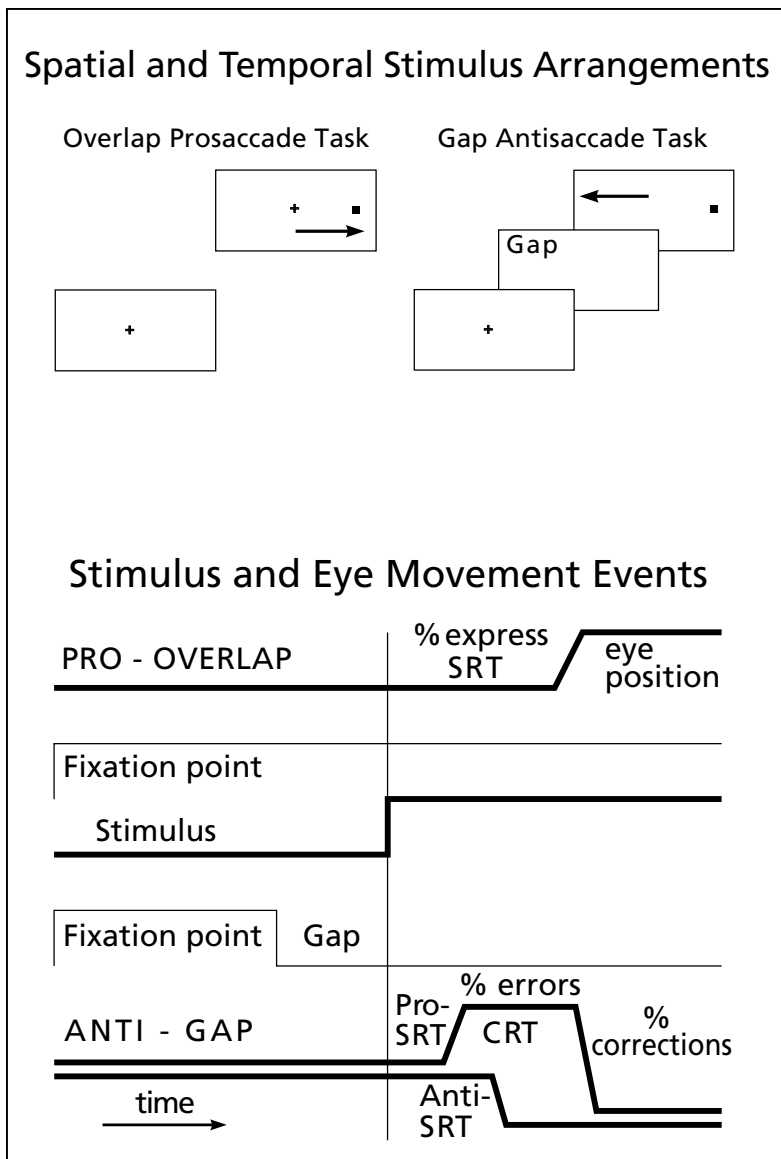 Spatial and Temporal Stimulus Arrangements
Overlap Prosaccade Task
Gap Antisaccade Task
Gap
Stimulus and Eye Movement Events
PRO - OVERLAP
% express
SRT
eye
position
Fixation point
Stimulus
Fixation point
Gap
ANTI - GAP
Pro-
SRT
% errors
CRT
%
corrections
time
Anti-
SRT